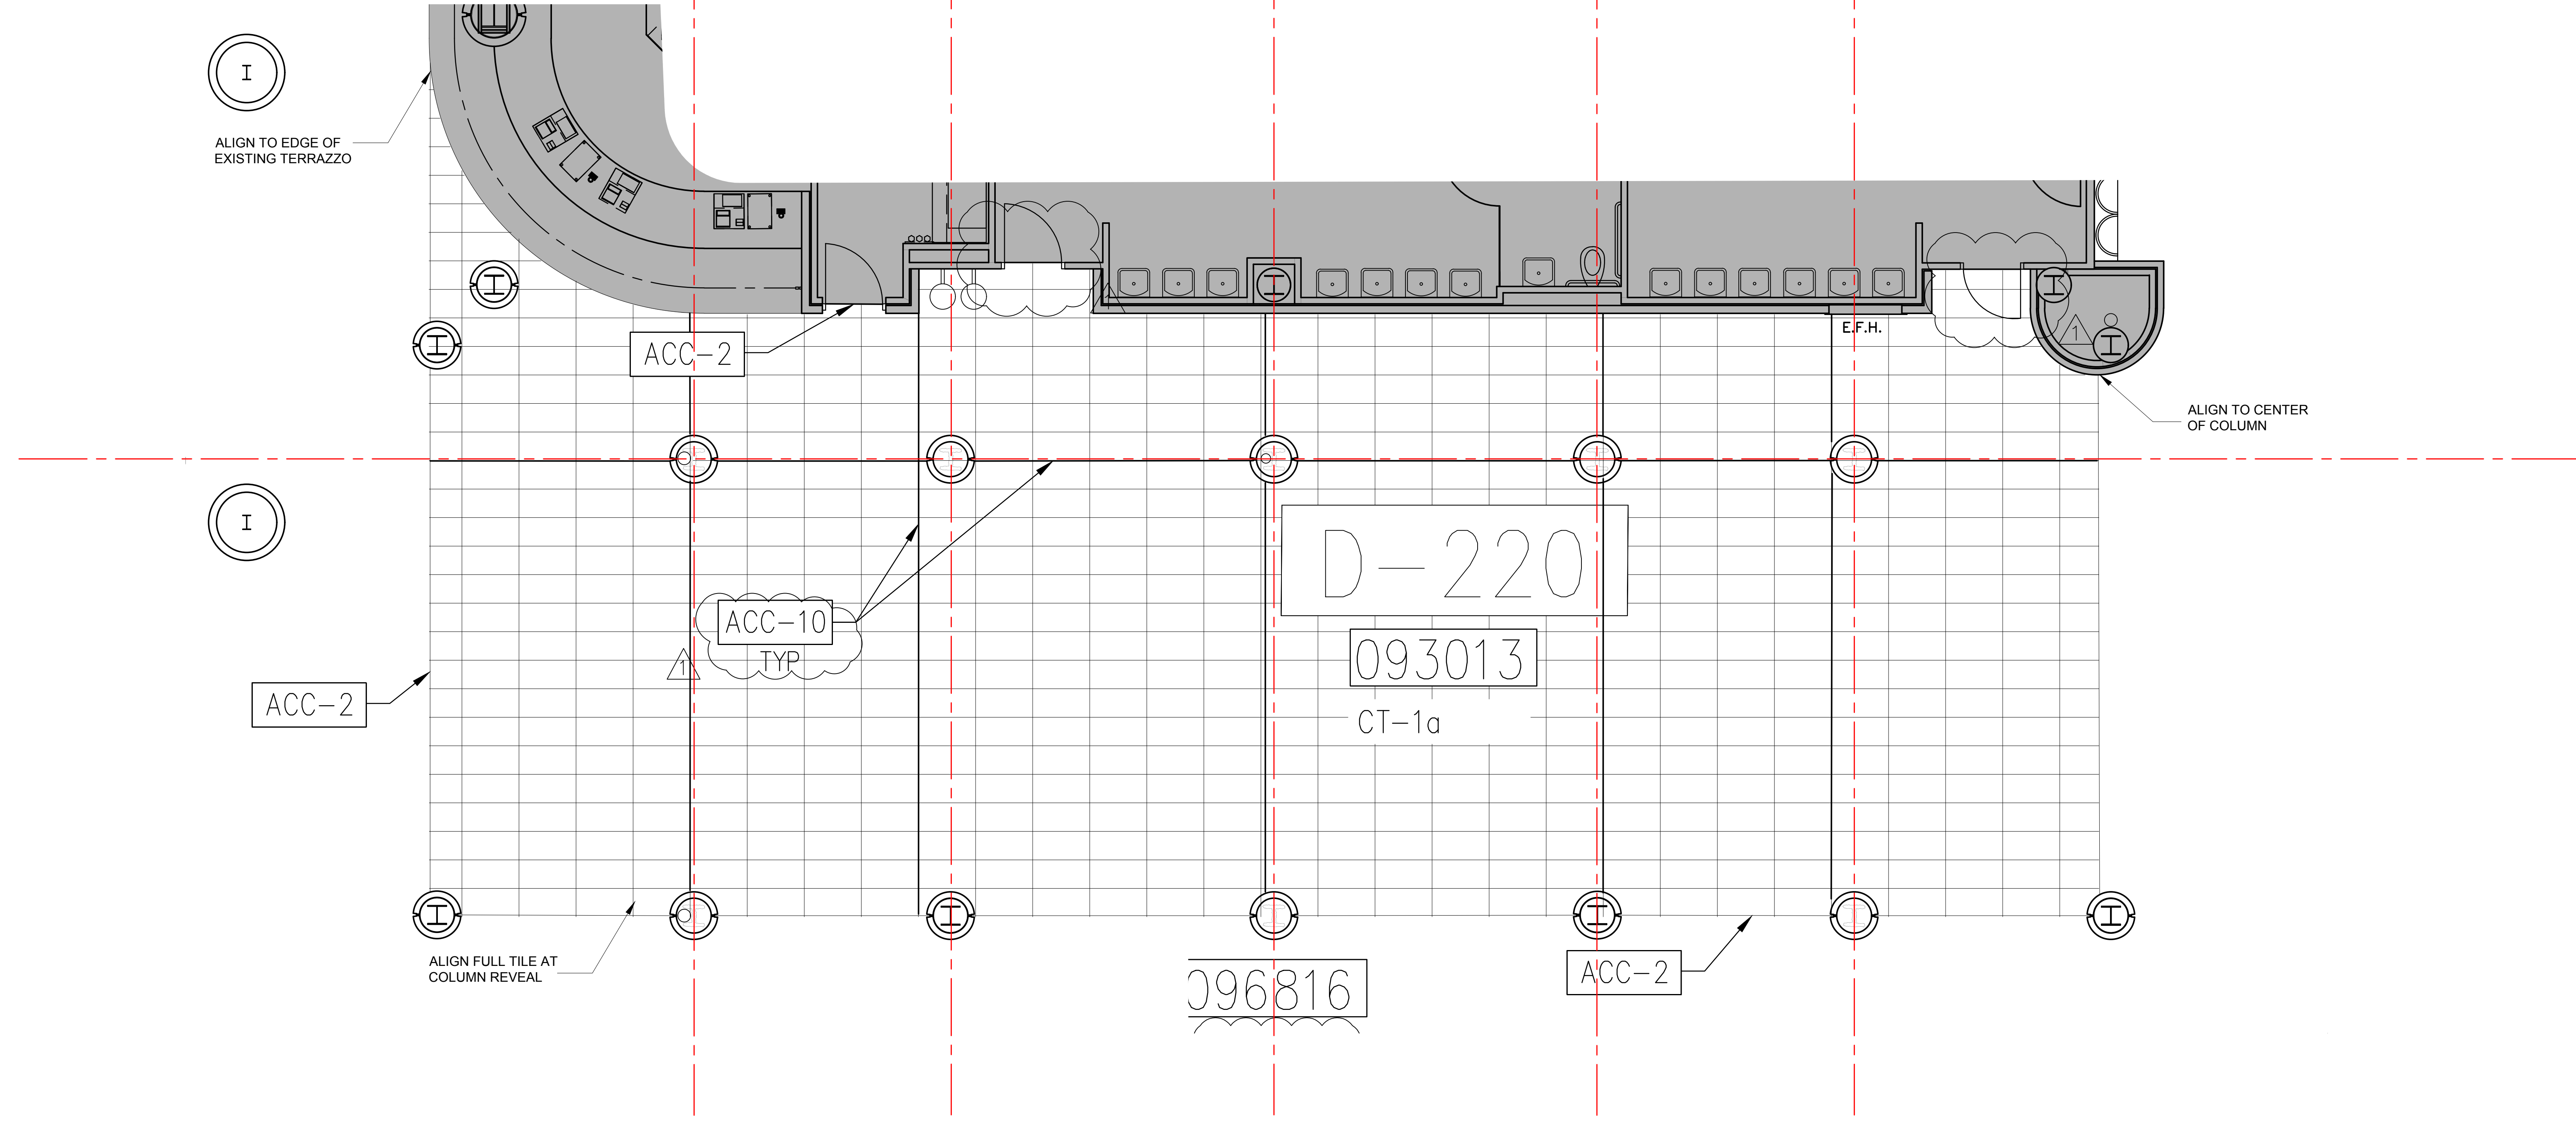 ALIGN TO EDGE OF
EXISTING TERRAZZO
E.F.H.
1
ACC-2
ALIGN TO CENTER
OF COLUMN
D-220
ACC-10
TYP
1
093013
CT-1a
ACC-2
ALIGN FULL TILE AT
COLUMN REVEAL
ACC-2
096816